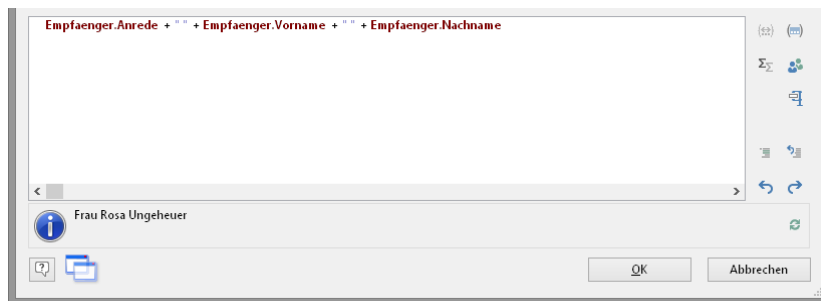 Empfaenger.Anrede + " " + Empfaenger.Vorname + " " + Empfaenger.Nachname
Frau Rosa Ungeheuer
OK
Abbrechen